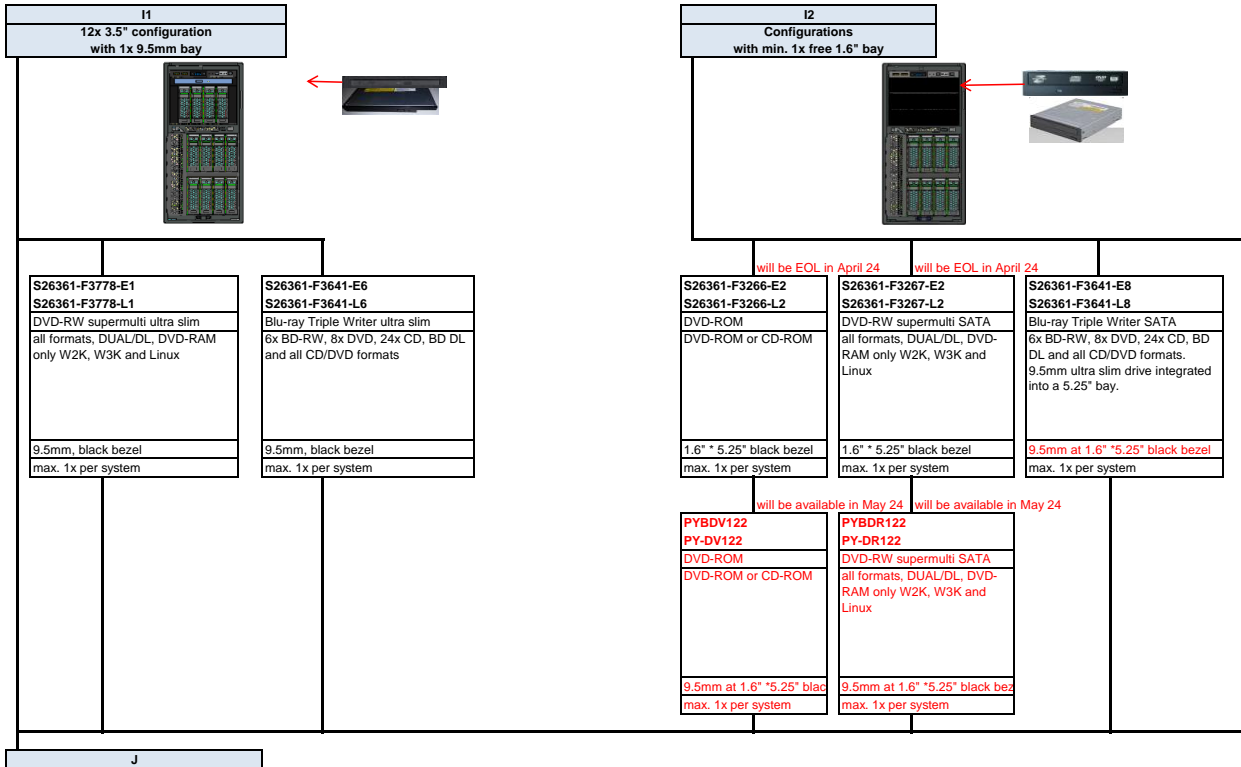 I1
12x 3.5" configuration
with 1x 9.5mm bay
I2
Configurations
with min. 1x free 1.6" bay
S26361-F3778-E1
S26361-F3778-L1
DVD-RW supermulti ultra slim
all formats, DUAL/DL, DVD-RAM
only W2K, W3K and Linux
9.5mm, black bezel
max. 1x per system
S26361-F3641-E6
S26361-F3641-L6
Blu-ray Triple Writer ultra slim
6x BD-RW, 8x DVD, 24x CD, BD DL
and all CD/DVD formats
9.5mm, black bezel
max. 1x per system
will be EOL in April 24
S26361-F3266-E2
S26361-F3266-L2
DVD-ROM
DVD-ROM or CD-ROM
1.6" * 5.25" black bezel
max. 1x per system
will be EOL in April 24
S26361-F3267-E2
S26361-F3267-L2
DVD-RW supermulti SATA
all formats, DUAL/DL, DVD-
RAM only W2K, W3K and
Linux
1.6" * 5.25" black bezel
max. 1x per system
S26361-F3641-E8
S26361-F3641-L8
Blu-ray Triple Writer SATA
6x BD-RW, 8x DVD, 24x CD, BD
DL and all CD/DVD formats.
9.5mm ultra slim drive integrated
into a 5.25" bay.
9.5mm at 1.6" *5.25" black bezel
max. 1x per system
will be available in May 24
PYBDV122
PY-DV122
DVD-ROM
DVD-ROM or CD-ROM
9.5mm at 1.6" *5.25" blac
max. 1x per system
will be available in May 24
PYBDR122
PY-DR122
DVD-RW supermulti SATA
all formats, DUAL/DL, DVD-
RAM only W2K, W3K and
Linux
9.5mm at 1.6" *5.25" black bez
max. 1x per system
J